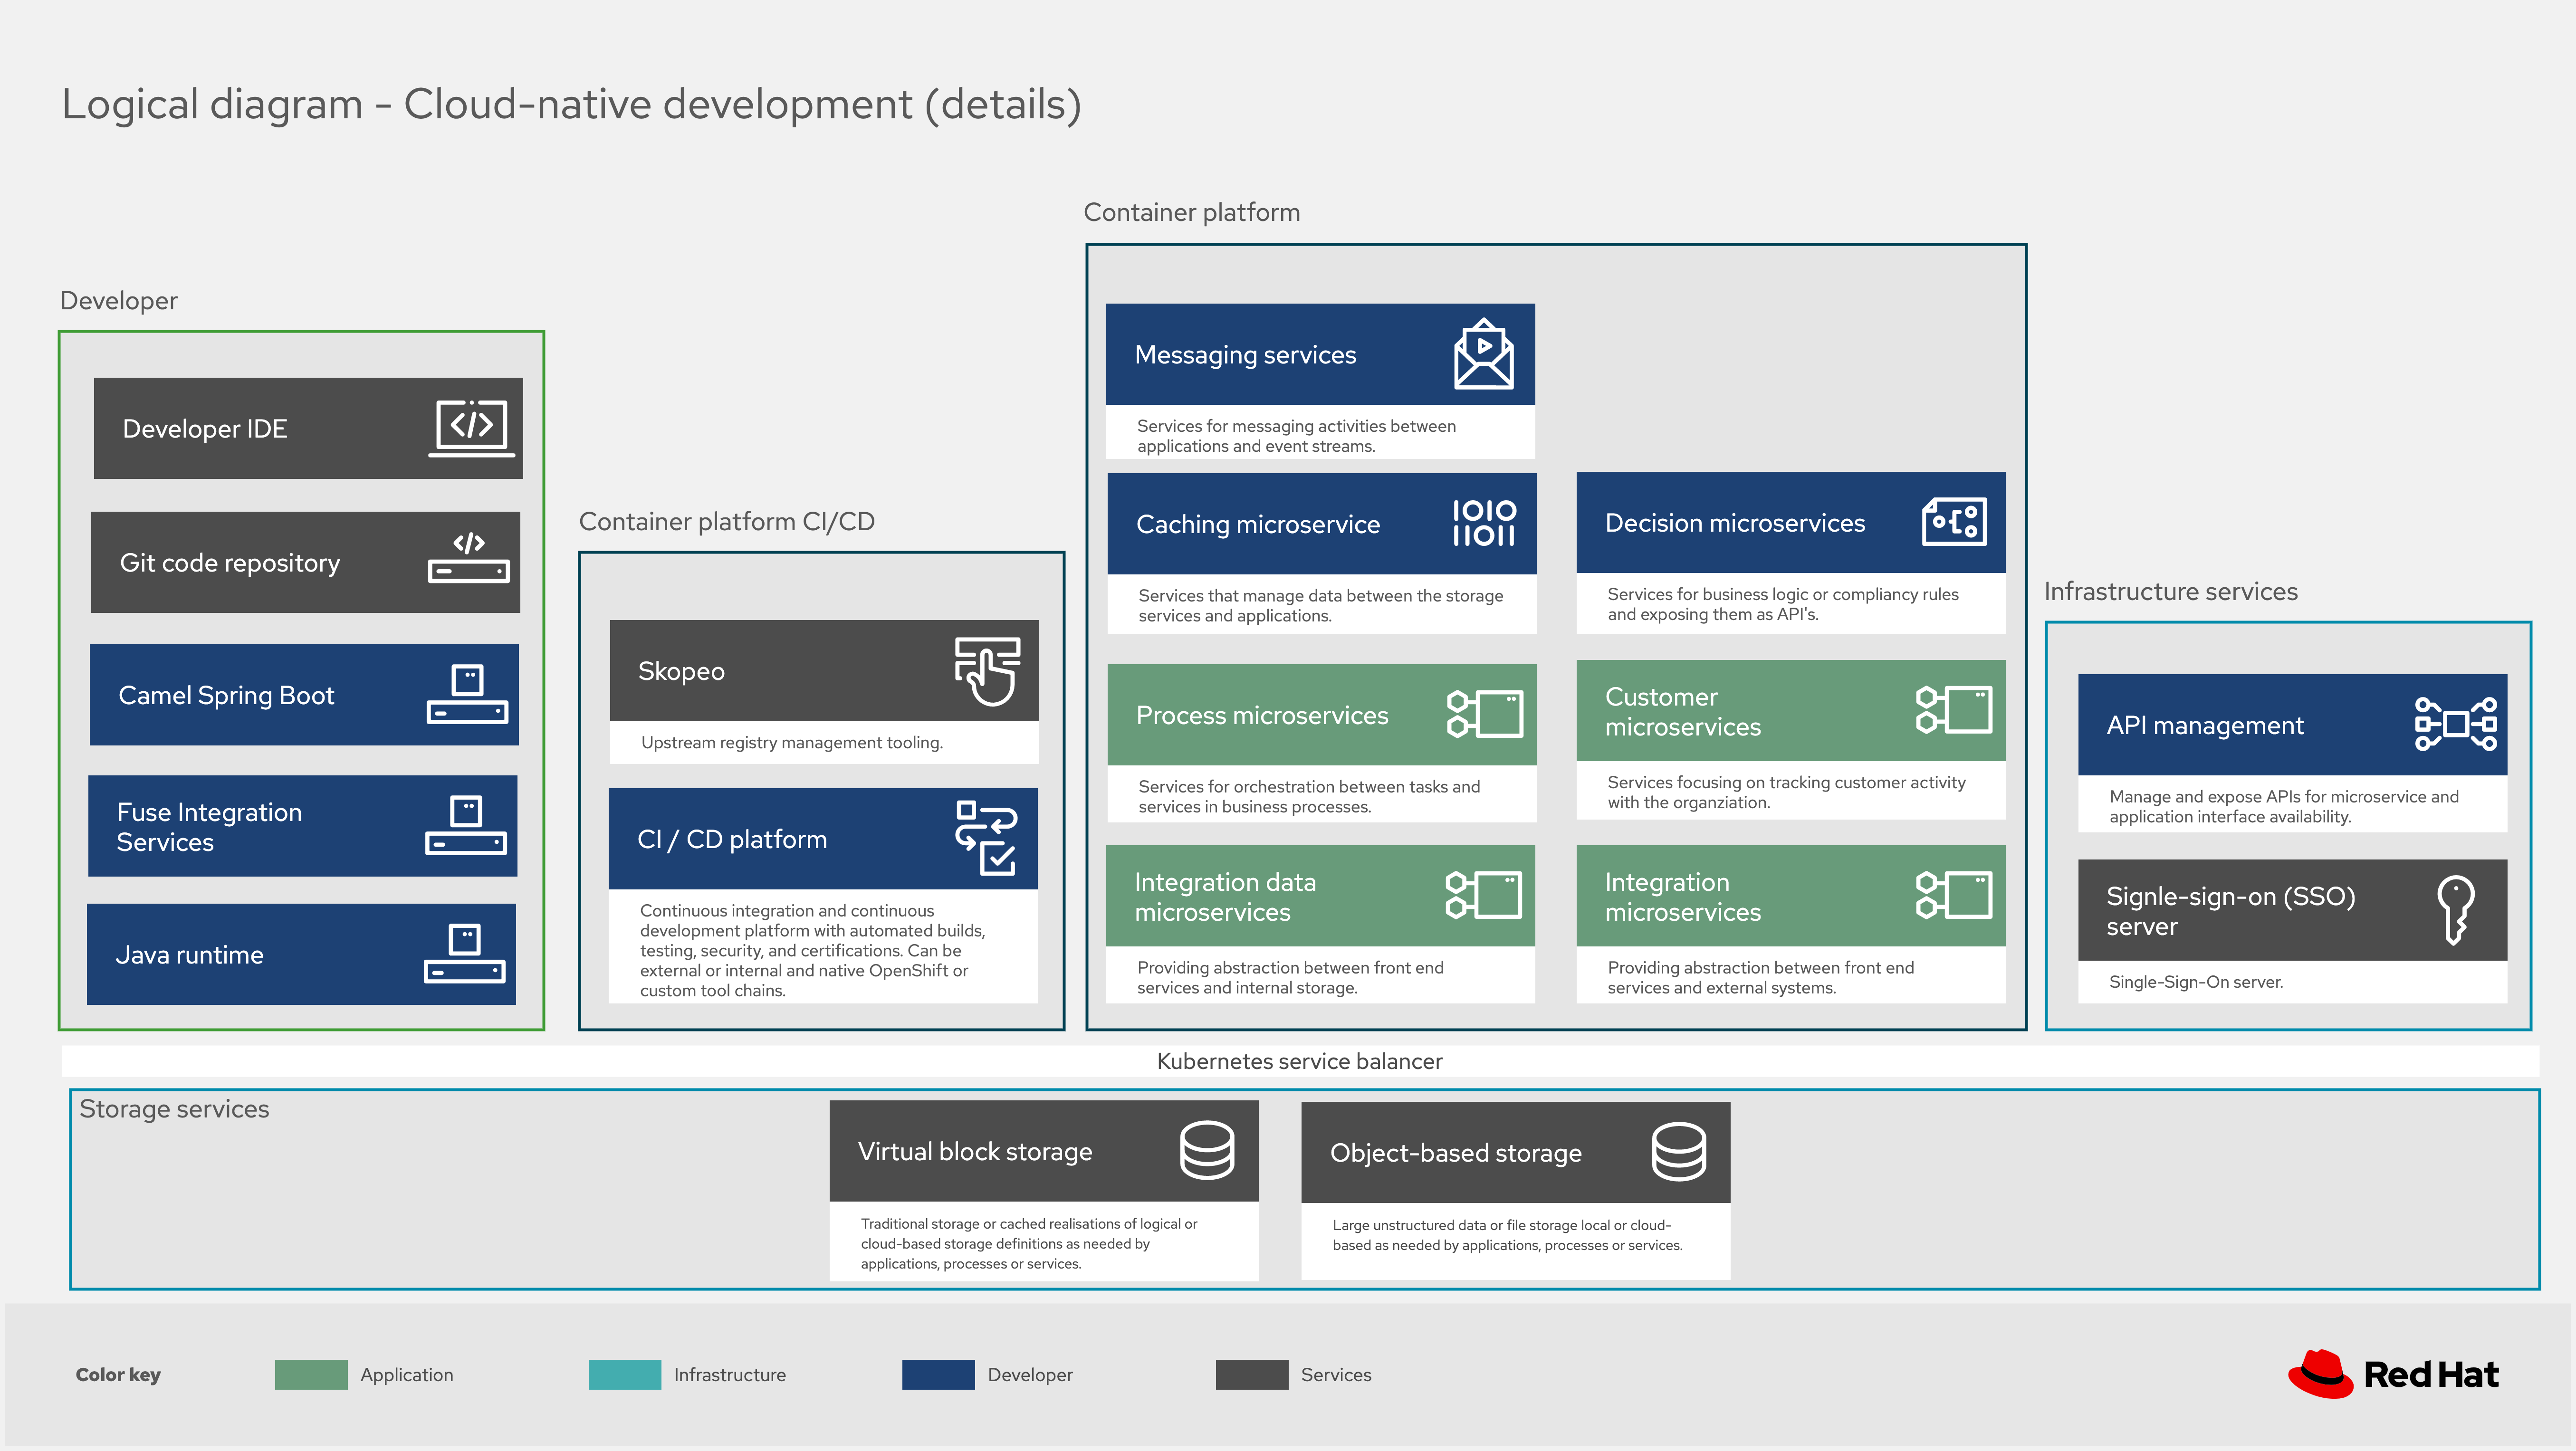 Logical diagram - Cloud-native development (details)
Developer
Developer IDE
Git code repository
Camel Spring Boot
Fuse Integration
Services
Java runtime
Container platform CI/CD
Skopeo
Upstream registry management tooling.
CI / CD platform
Continuous integration and continuous
development platform with automated builds,
testing, security, and certifications. Can be
external or internal and native OpenShift or
custom tool chains.
Container platform
Messaging services
Services for messaging activities between
applications and event streams.
Caching microservice
1010
11011
Services that manage data between the storage
services and applications.
Decision microservices
Services for business logic or compliancy rules
and exposing them as API's.
Process microservices
Services for orchestration between tasks and
services in business processes.
Customer
microservices
Services focusing on tracking customer activity
with the organziation.
Integration data
microservices
Providing abstraction between front end
services and internal storage.
Integration
microservices
Providing abstraction between front end
services and external systems.
Infrastructure services
API management
Manage and expose APIs for microservice and
application interface availability.
Signle-sign-on (SSO)
server
Single-Sign-On server.
Kubernetes service balancer
Storage services
Virtual block storage
Traditional storage or cached realisations of logical or
cloud-based storage definitions as needed by
applications, processes or services.
Object-based storage
Large unstructured data or file storage local or cloud-
based as needed by applications, processes or services.
Color key
Application
Infrastructure
Developer
Services
Red Hat